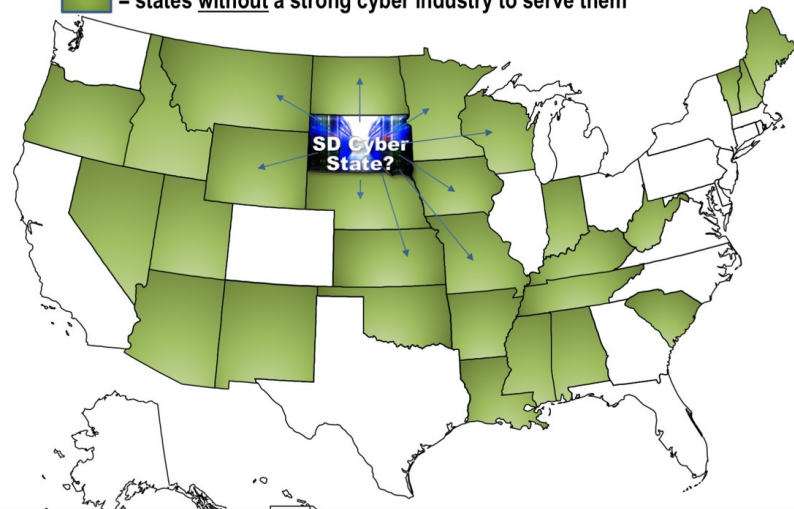 = states without a strong cyber industry to serve them
SD Cyber
State?